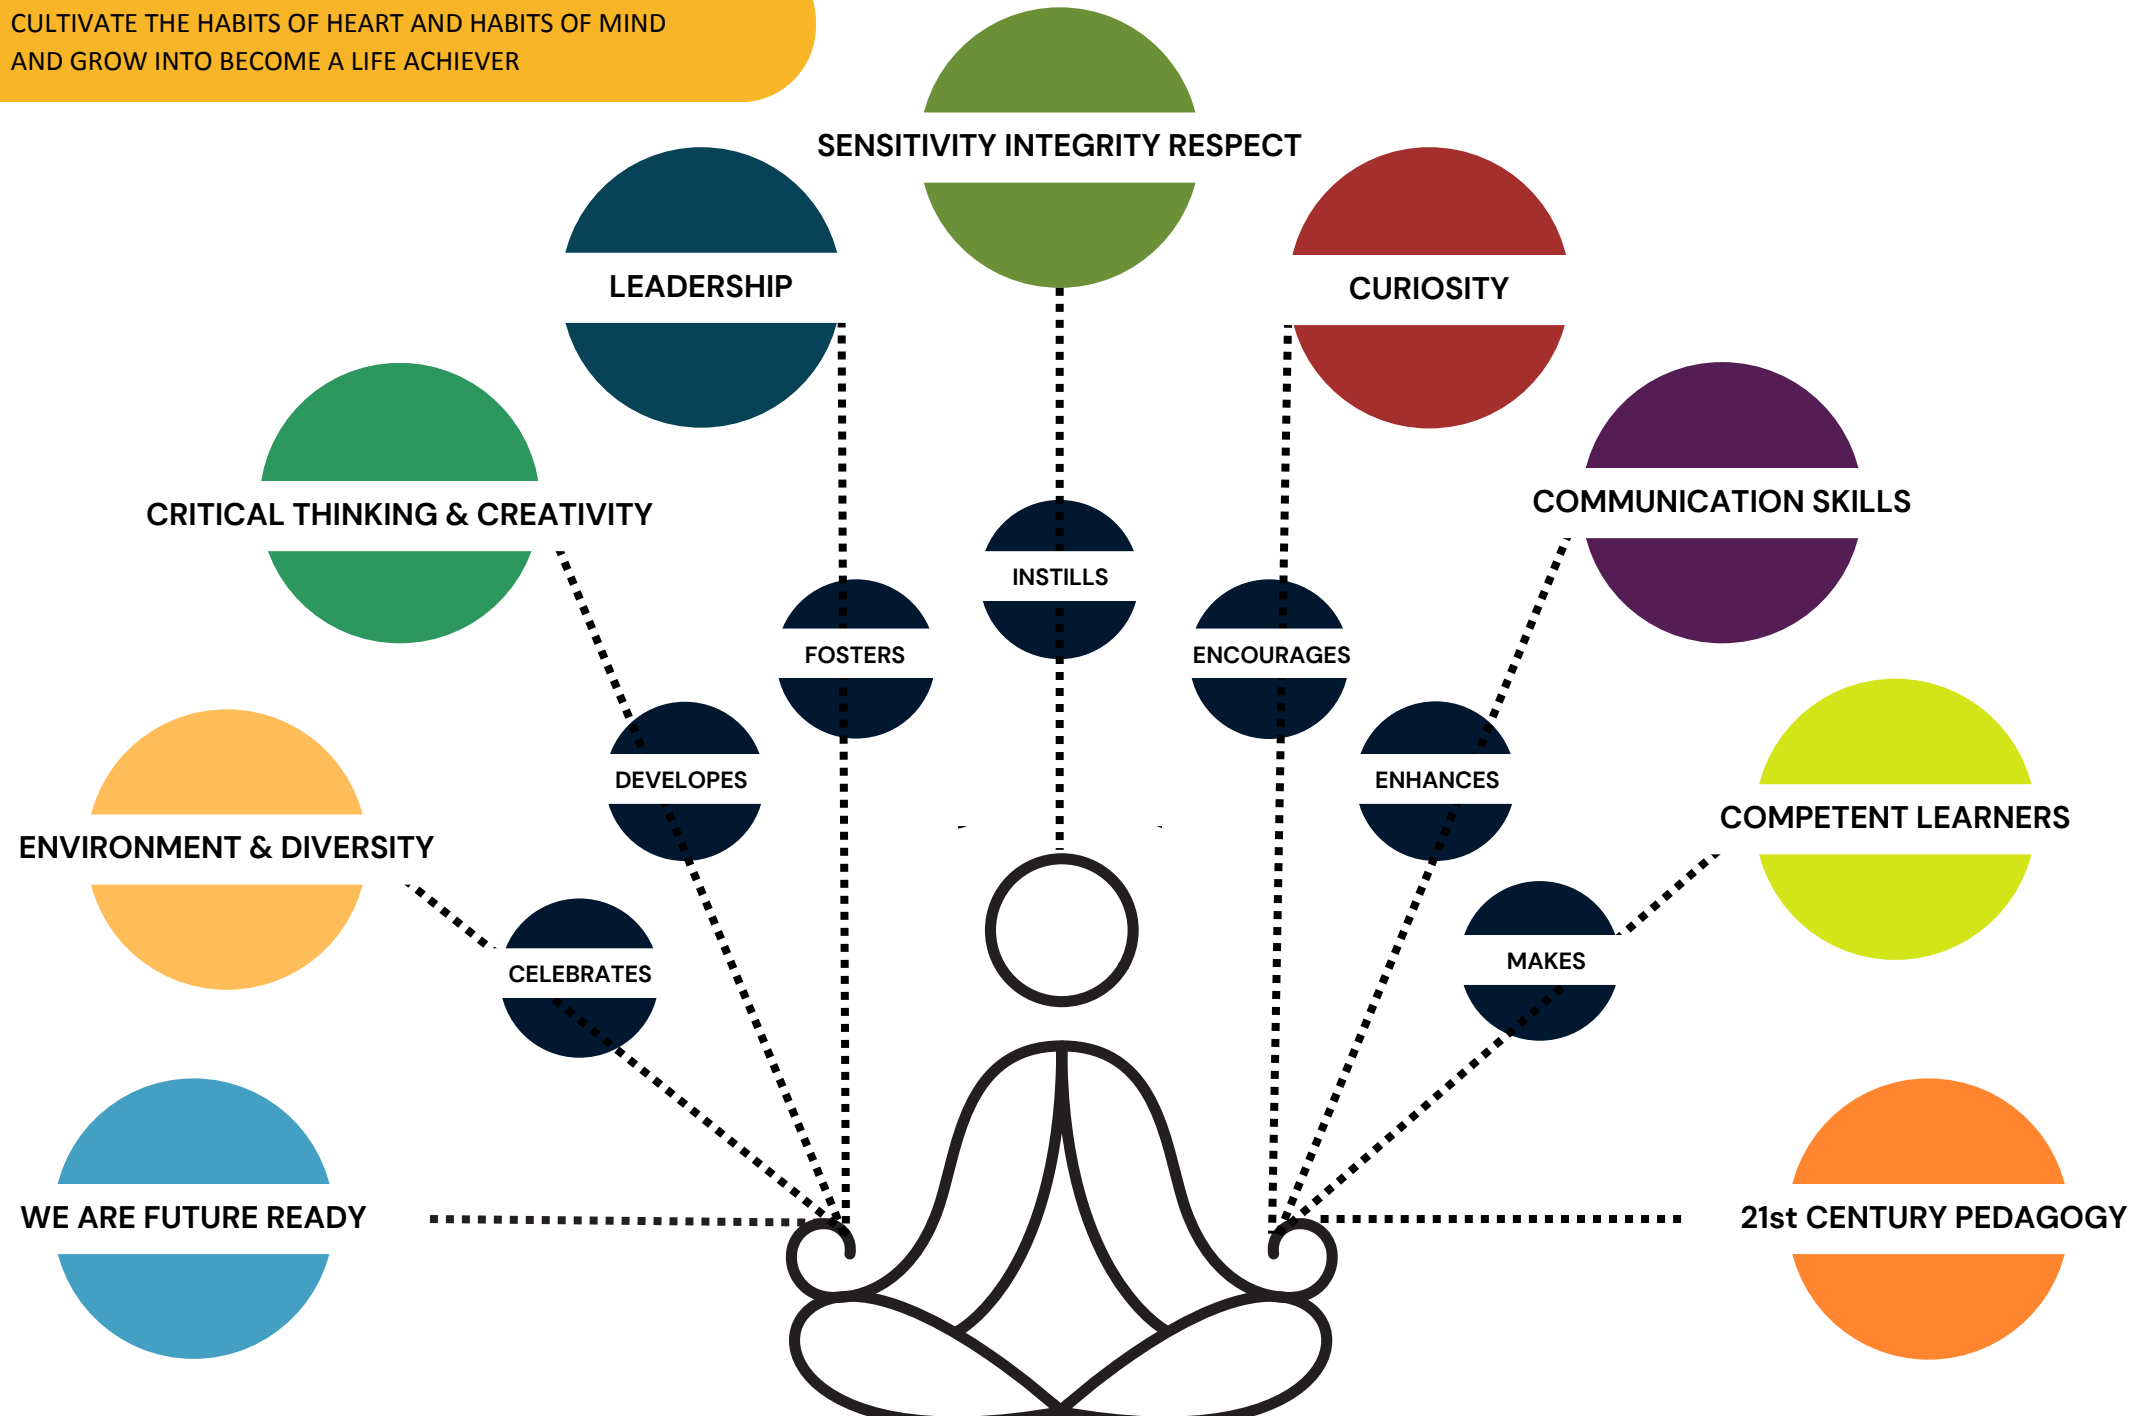 CULTIVATE THE HABITS OF HEART AND HABITS OF MIND
AND GROW INTO BECOME A LIFE ACHIEVER
SENSITIVITY INTEGRITY RESPECT
LEADERSHIP
CURIOSITY
CRITICAL THINKING & CREATIVITY
COMMUNICATION SKILLS
INSTILLS
FOSTERS
ENCOURAGES
DEVELOPES
ENHANCES
ENVIRONMENT & DIVERSITY
COMPETENT LEARNERS
CELEBRATES
MAKES
WE ARE FUTURE READY
21st CENTURY PEDAGOGY